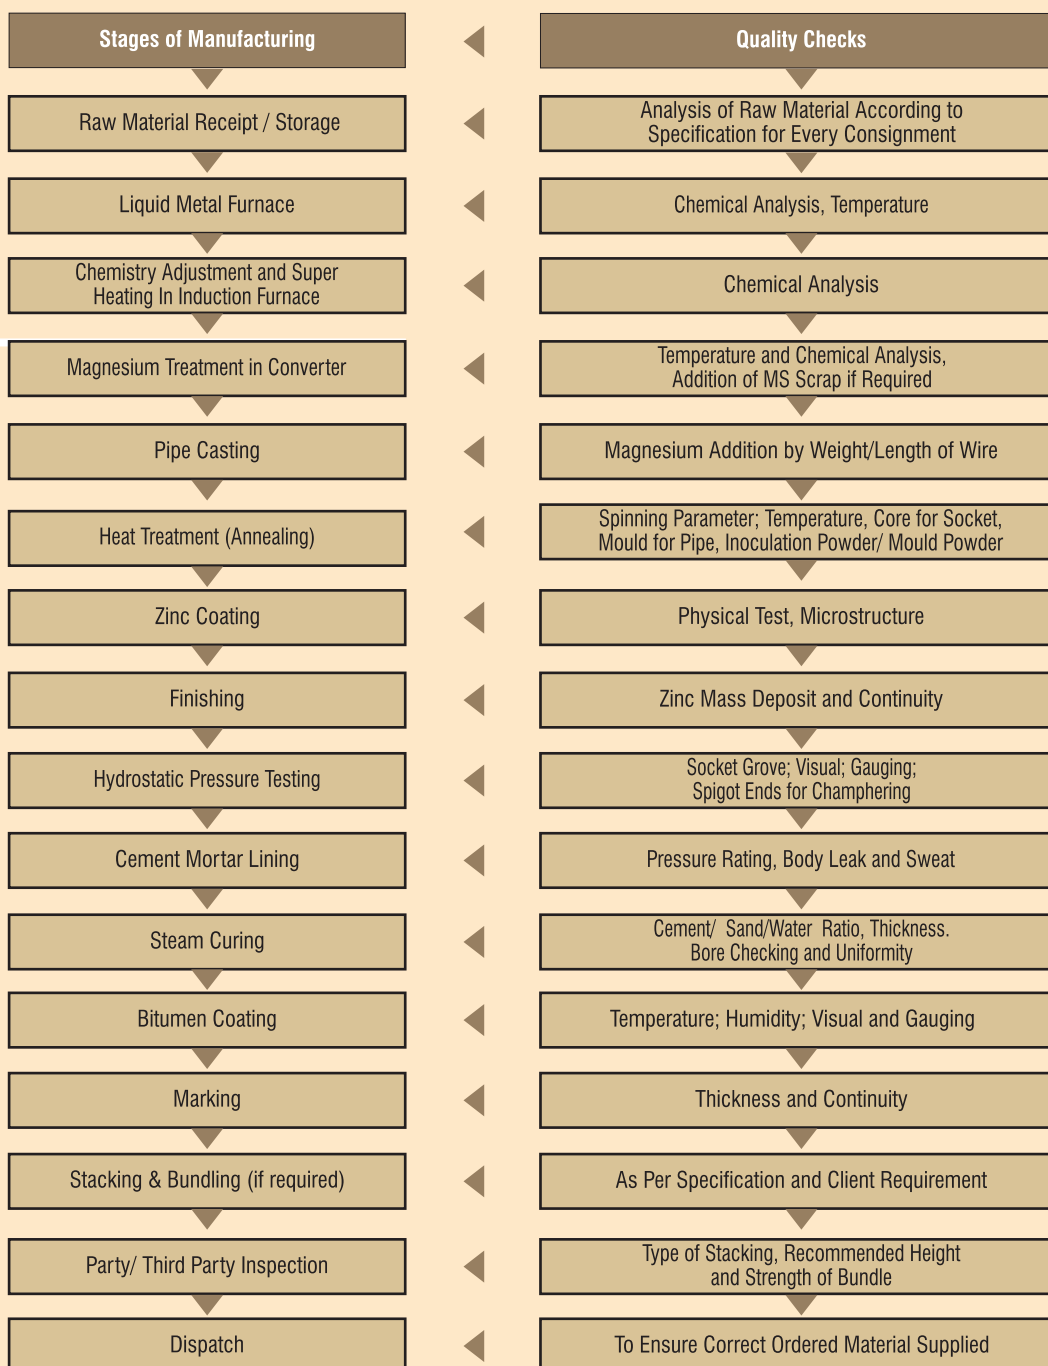 Stages of Manufacturing
Quality Checks
Raw Material Receipt / Storage
Analysis of Raw Material According to
Specification for Every Consignment
Liquid Metal Furnace
Chemical Analysis, Temperature
Chemistry Adjustment and Super
Heating In Induction Furnace
Chemical Analysis
Magnesium Treatment in Converter
Temperature and Chemical Analysis,
Addition of MS Scrap if Required
Pipe Casting
Magnesium Addition by Weight/Length of Wire
Heat Treatment (Annealing)
Spinning Parameter; Temperature, Core for Socket,
Mould for Pipe, Inoculation Powder/ Mould Powder
Zinc Coating
Physical Test, Microstructure
Finishing
Zinc Mass Deposit and Continuity
Hydrostatic Pressure Testing
Socket Grove; Visual; Gauging;
Spigot Ends for Champhering
Cement Mortar Lining
Pressure Rating, Body Leak and Sweat
Steam Curing
Cement/ Sand/Water Ratio, Thickness.
Bore Checking and Uniformity
Bitumen Coating
Temperature; Humidity; Visual and Gauging
Marking
Thickness and Continuity
Stacking & Bundling (if required)
As Per Specification and Client Requirement
Party/ Third Party Inspection
Type of Stacking, Recommended Height
and Strength of Bundle
Dispatch
To Ensure Correct Ordered Material Supplied